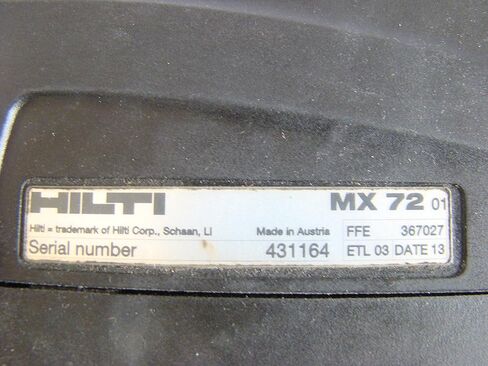 HILTI MX 72 01
Hilti = trademark of Hilti Corp., Schaan, LI Made in Austria FFE 367027
Serial number 431164 ETL 03 DATE 13